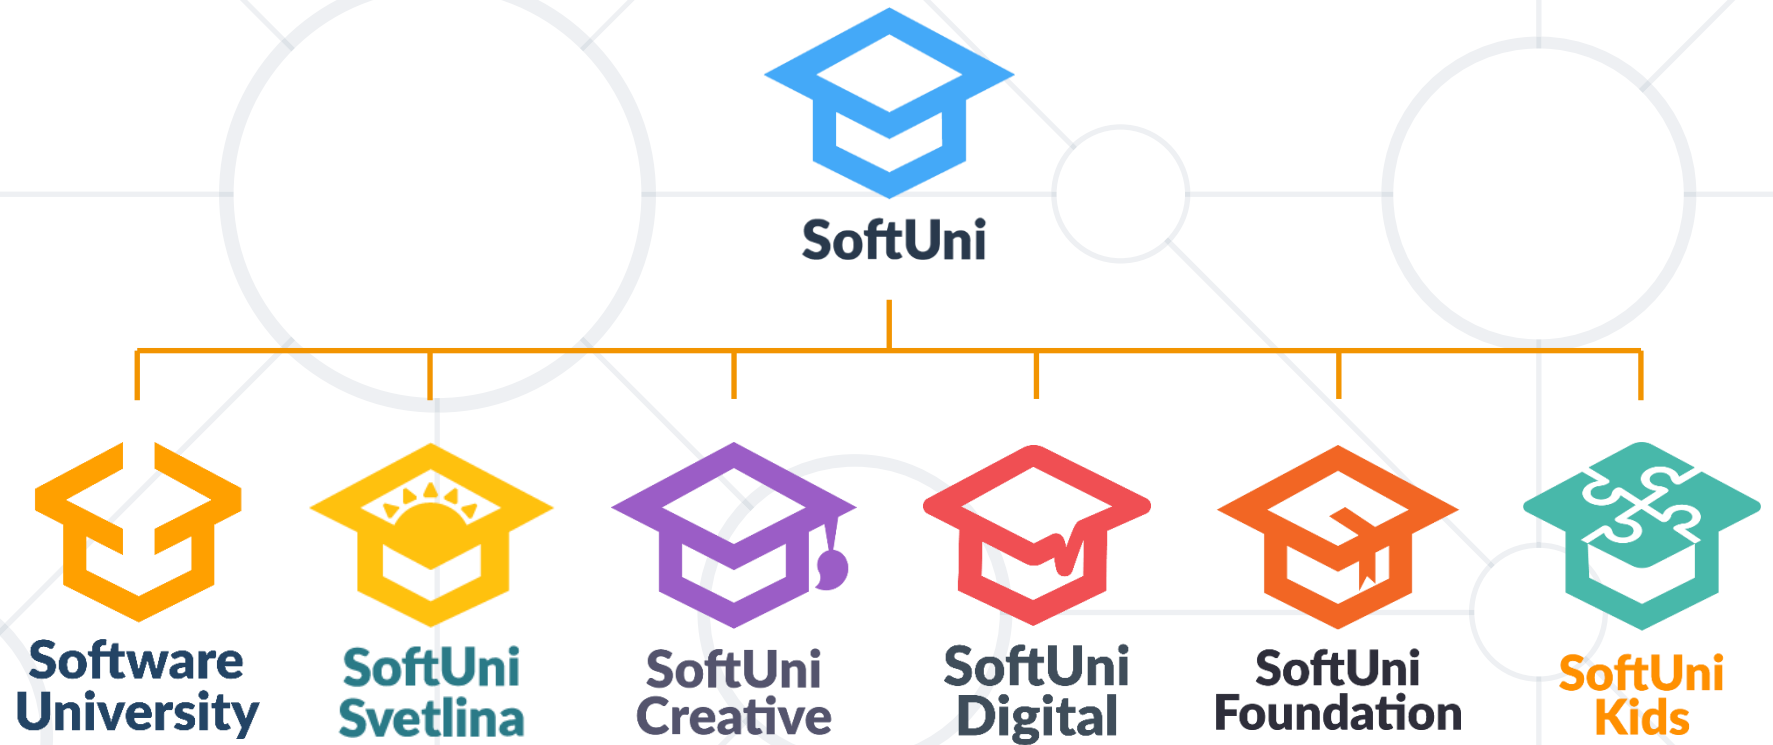 SoftUni
Software
University
SoftUni
Svetlina
SoftUni
Creative
SoftUni
Digital
SoftUni
Foundation
SoftUni
Kids